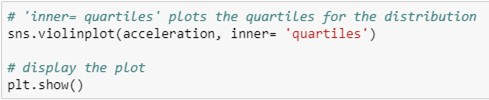 # 'inner= quartiles' plots the quartiles for the distribution
sns.violinplot(acceleration, inner= 'quartiles')
# display the plot
plt.show()